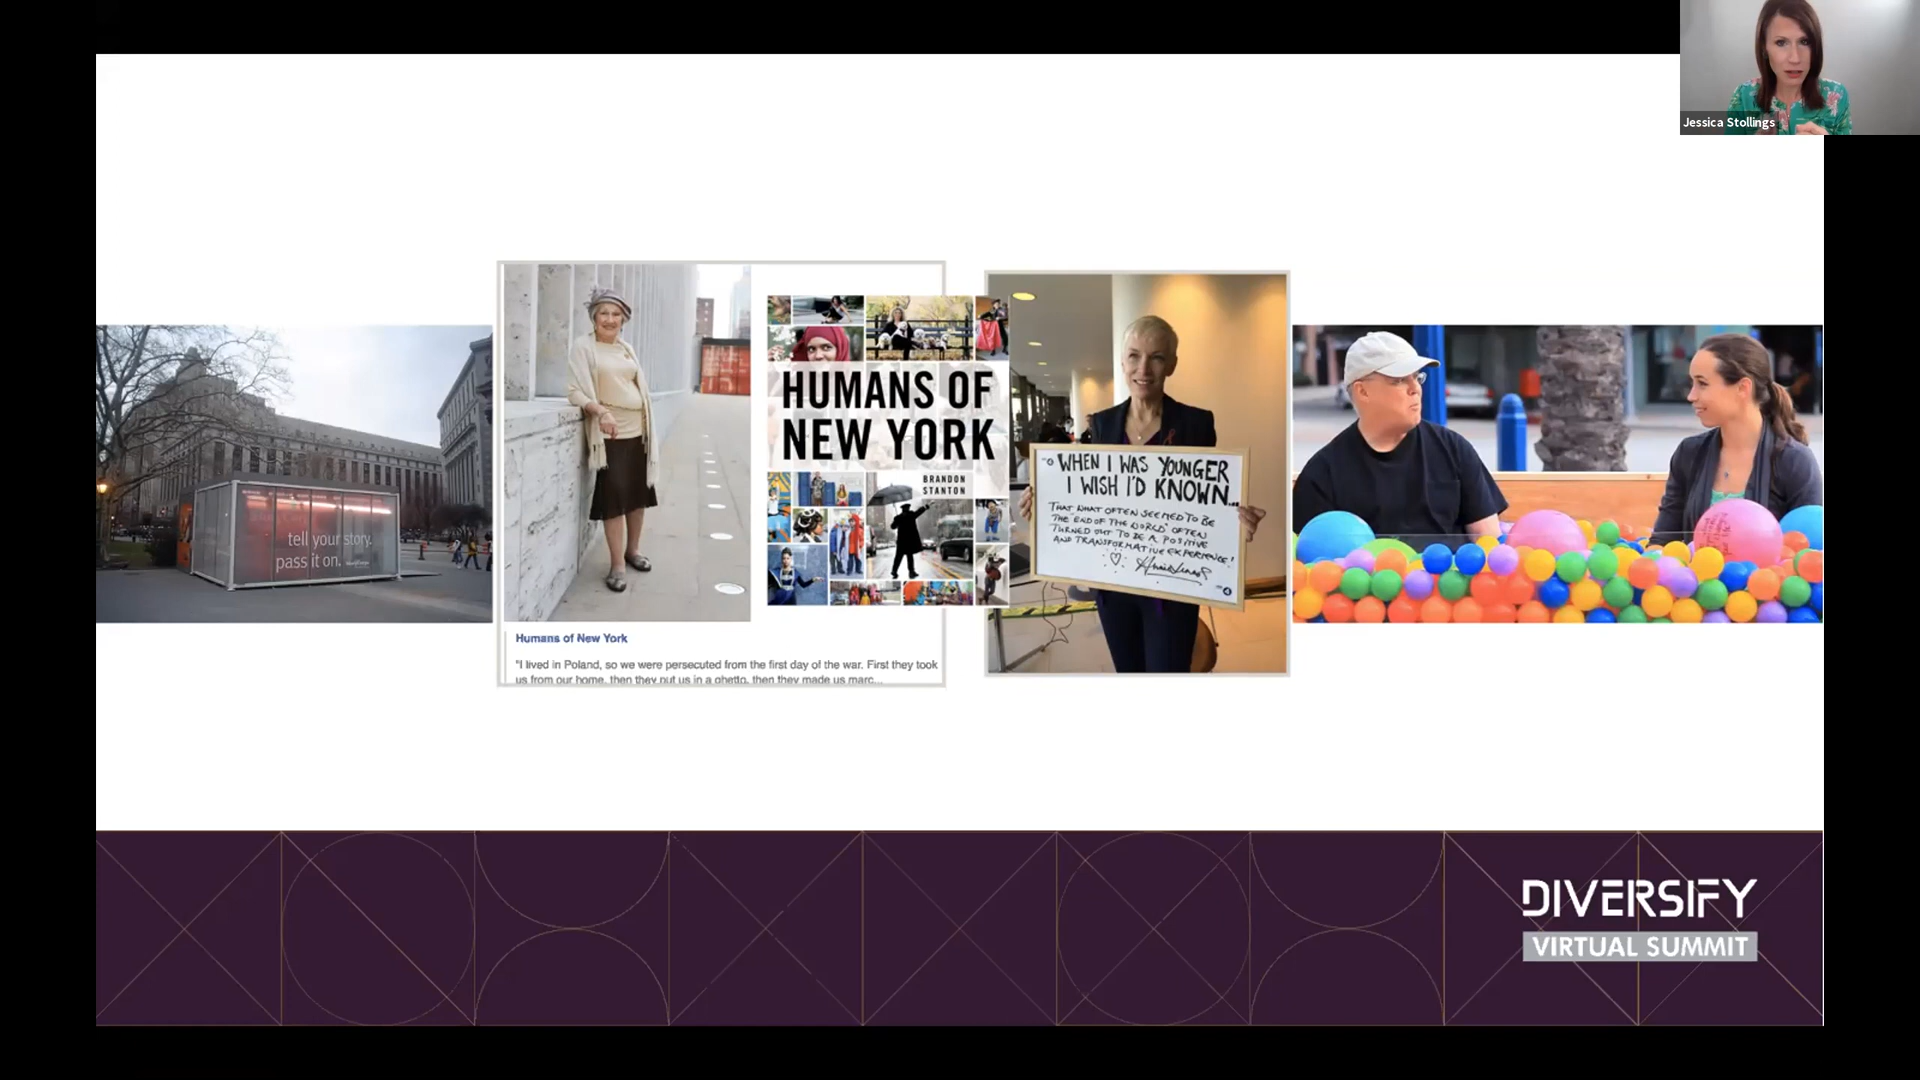 Jessica Stollings
tell your story.
pass it on.
HUMANS OF
NEW YORK
BRANDON
STANTON
Humans of New York
"I lived in Poland, so we were persecuted from the first day of the war. First they took
us from our home, then they put us in a ghetto, then they made us marc...
"WHEN I WAS YOUNGER
I WISH I'D KNOWN...
THAT WHAT OFTEN SEEMED TO BE
"THE END OF THE WORLD" OFTEN
TURNED OUT TO BE A POSITIVE
AND TRANSFORMATIVE EXPERIENCE!
DIVERSIFY
VIRTUAL SUMMIT